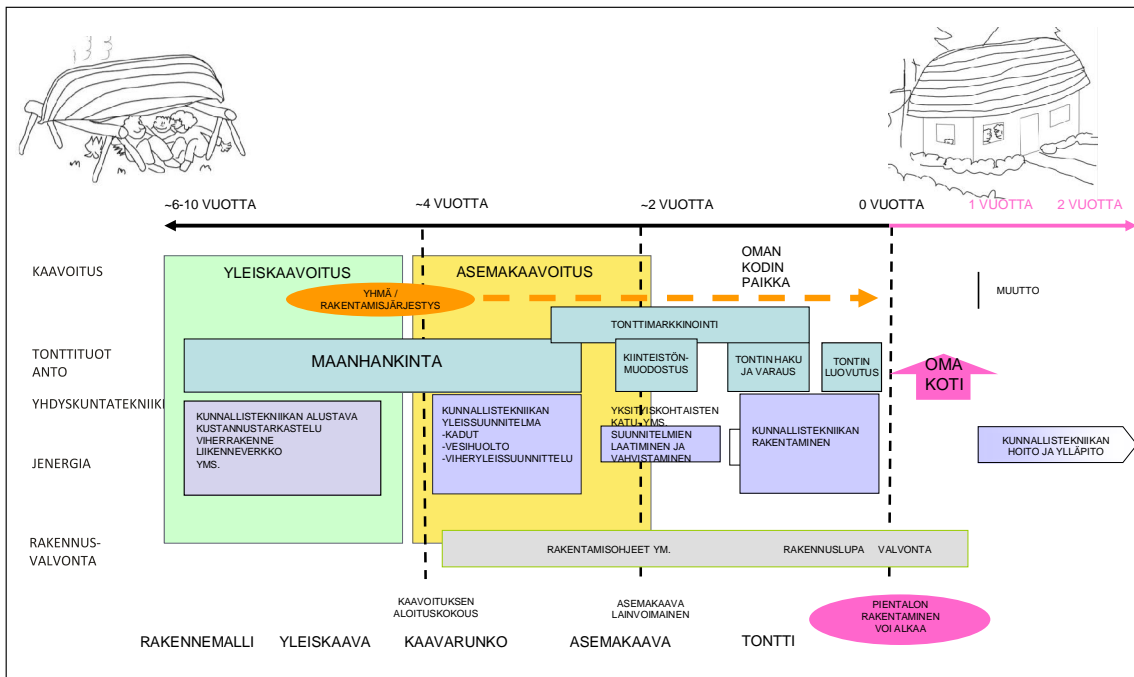 ~6-10 VUOTTA
~4 VUOTTA
~2 VUOTTA
0 VUOTTA
1 VUOTTA
2 VUOTTA
KAAVOITUS
YLEISKAAVOITUS
ASEMAKAAVOITUS
OMAN
KODIN
PAIKKA
YHMÄ /
RAKENTAMISJÄRJESTYS
MUUTTO
TONTTIMARKKINOINTI
TONTTITUOT
ANTO
MAANHANKINTA
KIINTEISTÖN-
MUODOSTUS
TONTIN HAKU
JA VARAUS
TONTIN
LUOVUTUS
OMA
KOTI
YHDYSKUNTATEKNIIKK
JENERGIA
KUNNALLISTEKNIIKAN ALUSTAVA
KUSTANNUSTARKASTELU
VIHERRAKENNE
LIIKENNEVERKKO
YMS.
KUNNALLISTEKNIIKAN
YLEISSUUNNITELMA
-KADUT
-VESIHUOLTO
-VIHERYLEISSUUNNITTELU
YKSITYISKOHTAISTEN
KATU- YMS.
SUUNNITELMIEN
LAATIMINEN JA
VAHVISTAMINEN
KUNNALLISTEKNIIKAN
RAKENTAMINEN
KUNNALLISTEKNIIKAN
HOITO JA YLLÄPITO
RAKENNUS-
VALVONTA
RAKENTAMISOHJEET YM.
RAKENNUSLUPA
VALVONTA
KAAVOITUKSEN
ALOITUSKOKOUS
ASEMAKAAVA
LAINVOIMAINEN
PIENTALON
RAKENTAMINEN
VOI ALKAA
RAKENNEMALLI
YLEISKAAVA
KAAVARUNKO
ASEMAKAAVA
TONTTI